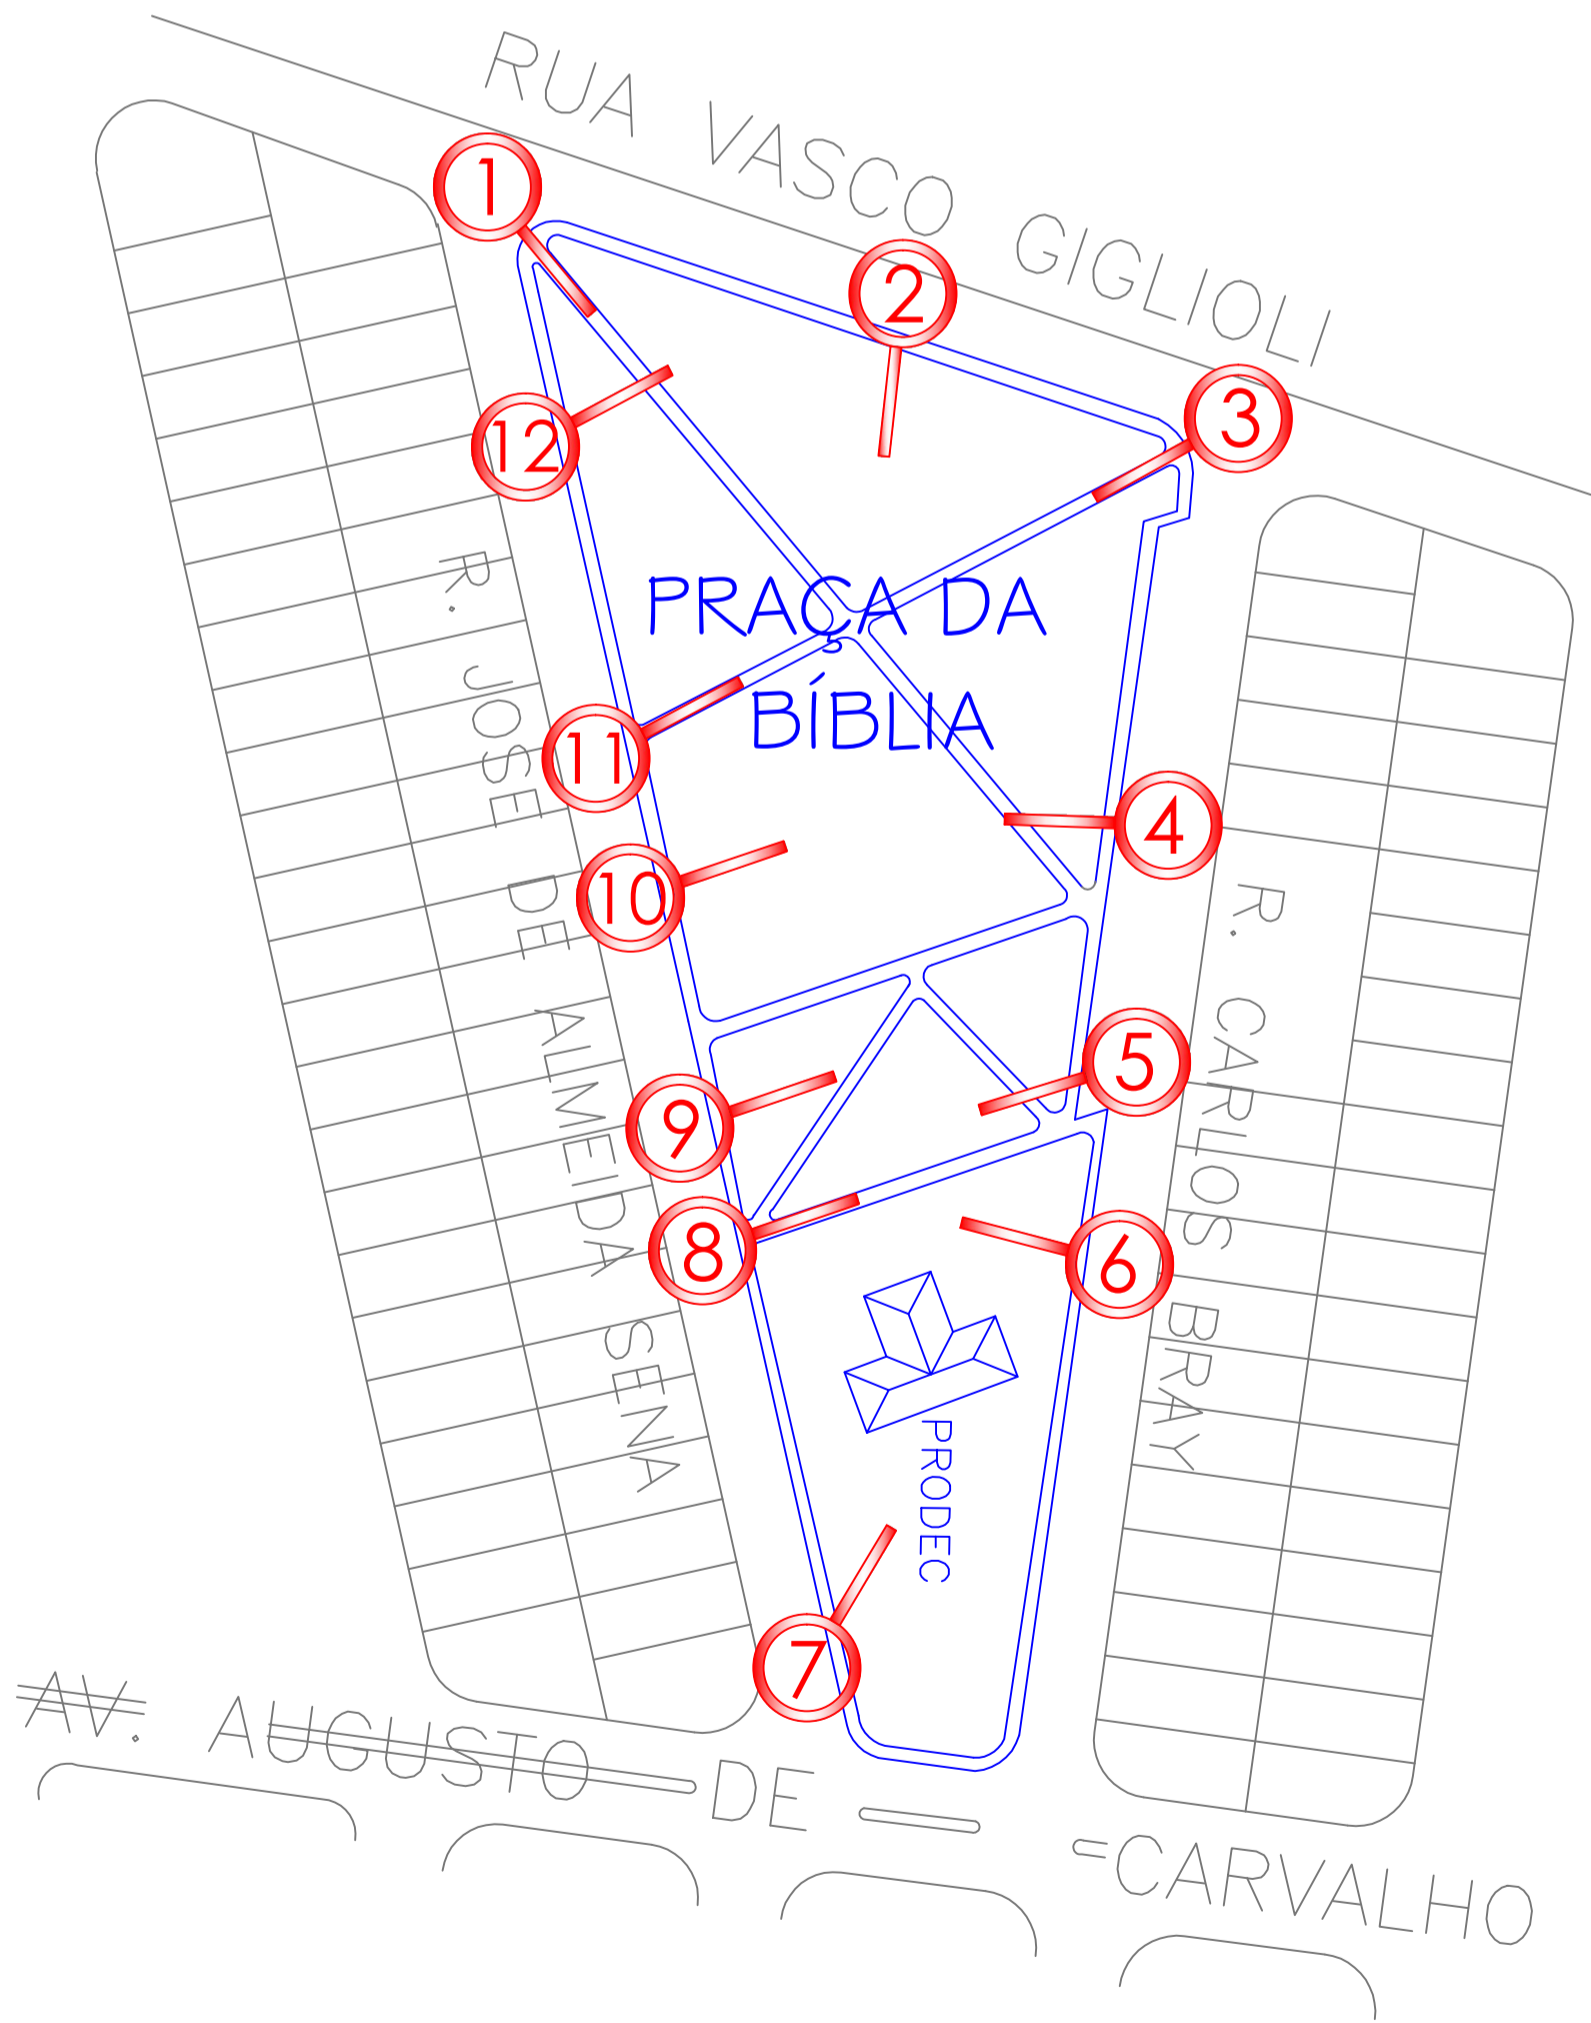 RUA VASCO GIGLIOLI
1
2
3
12
PRAÇA DA
BÍBLIA
11
4
10
5
9
8
6
7
R. JOSE DE ALMEIDA SENA
R. CARLOS BRAY
PRODEC
AV. AUGUSTO DE CARVALHO